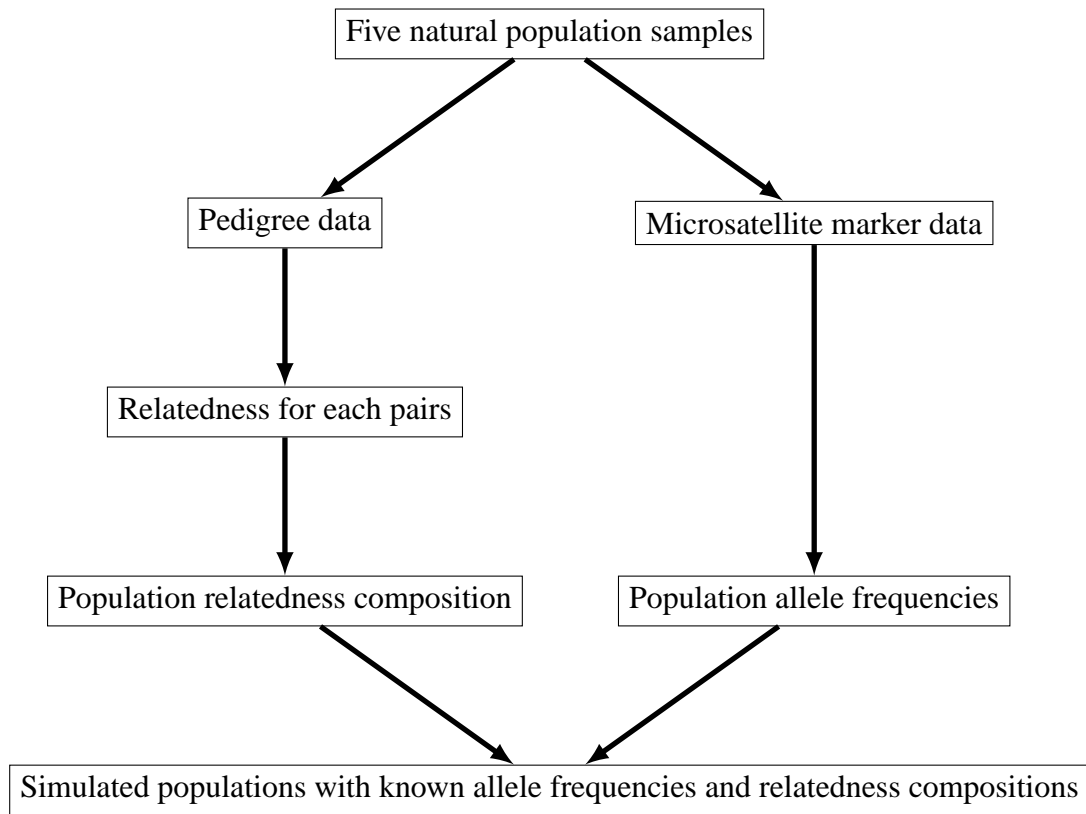 Five natural population samples
Pedigree data
Microsatellite marker data
Relatedness for each pairs
Population relatedness composition
Population allele frequencies
Simulated populations with known allele frequencies and relatedness compositions